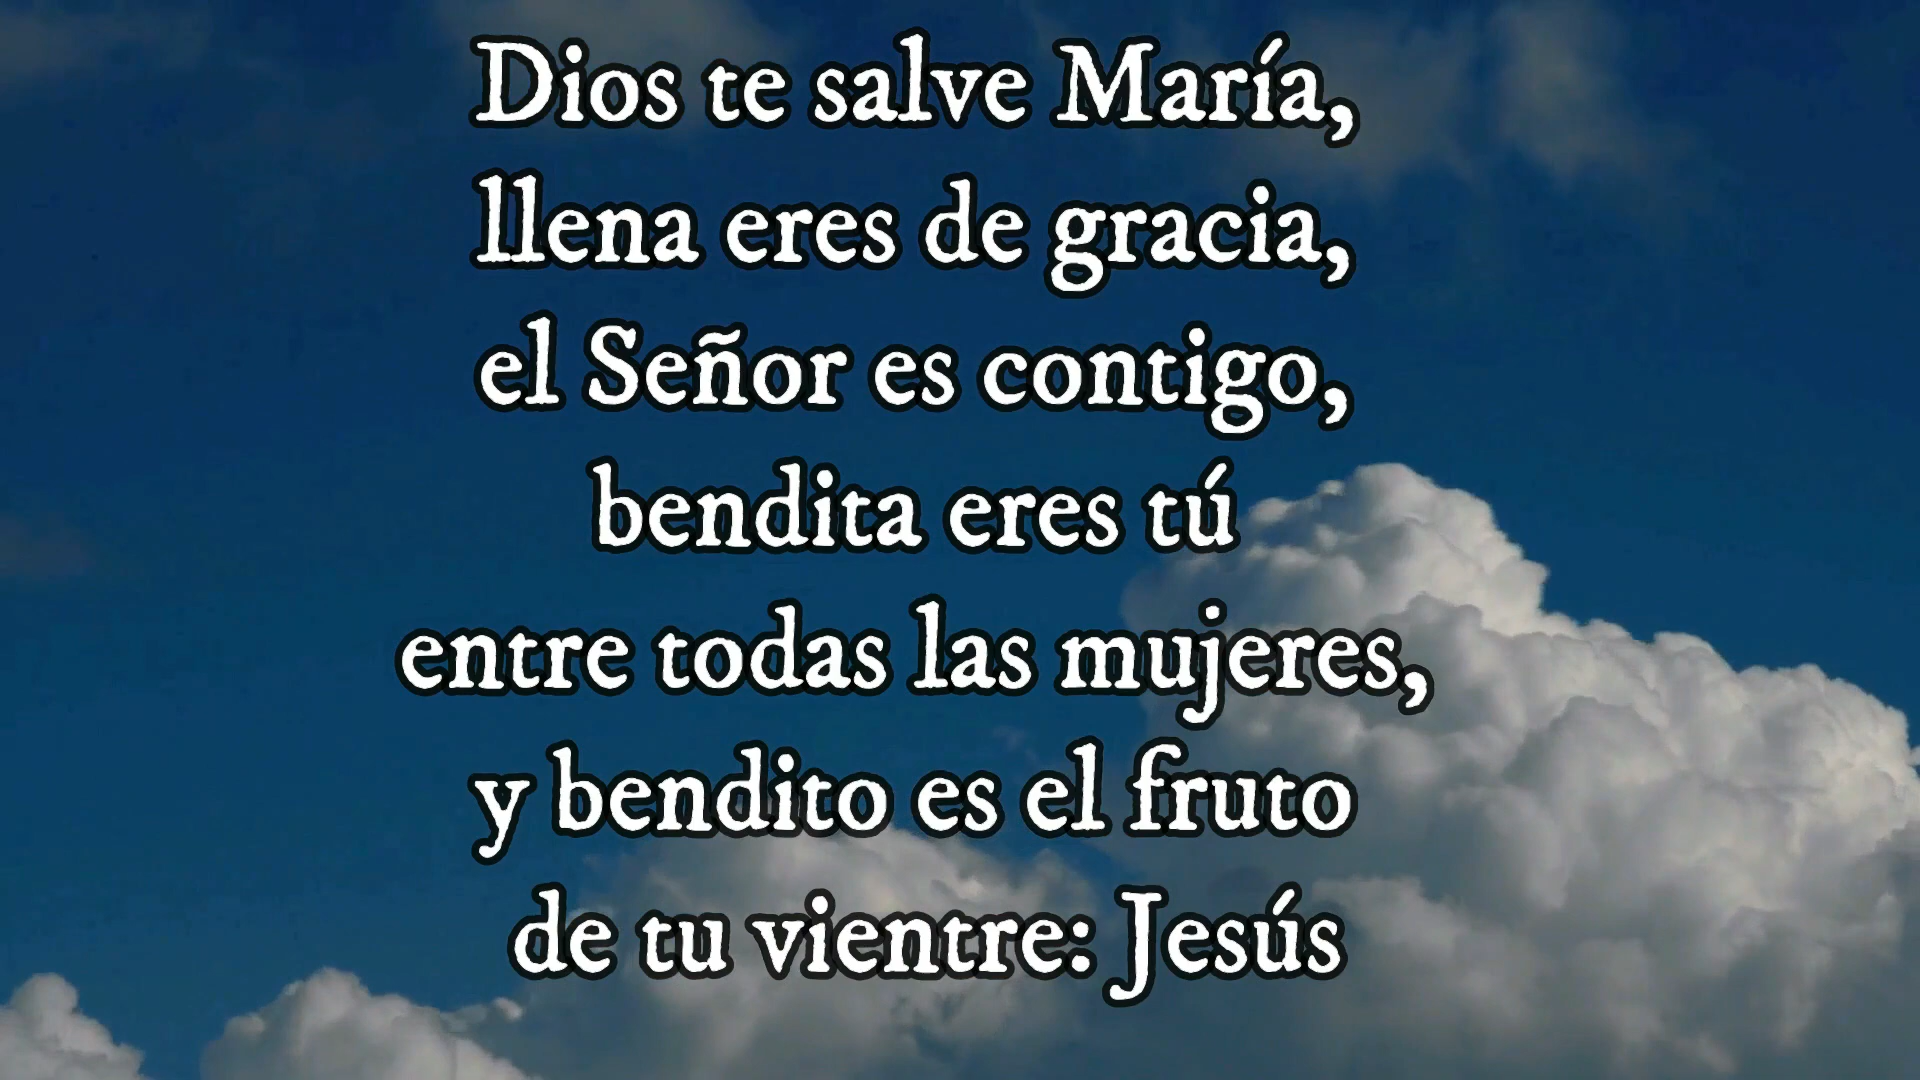 Dios te salve María,
llena eres de gracia,
el Señor es contigo,
bendita eres tú
entre todas las mujeres,
y bendito es el fruto
de tu vientre: Jesús